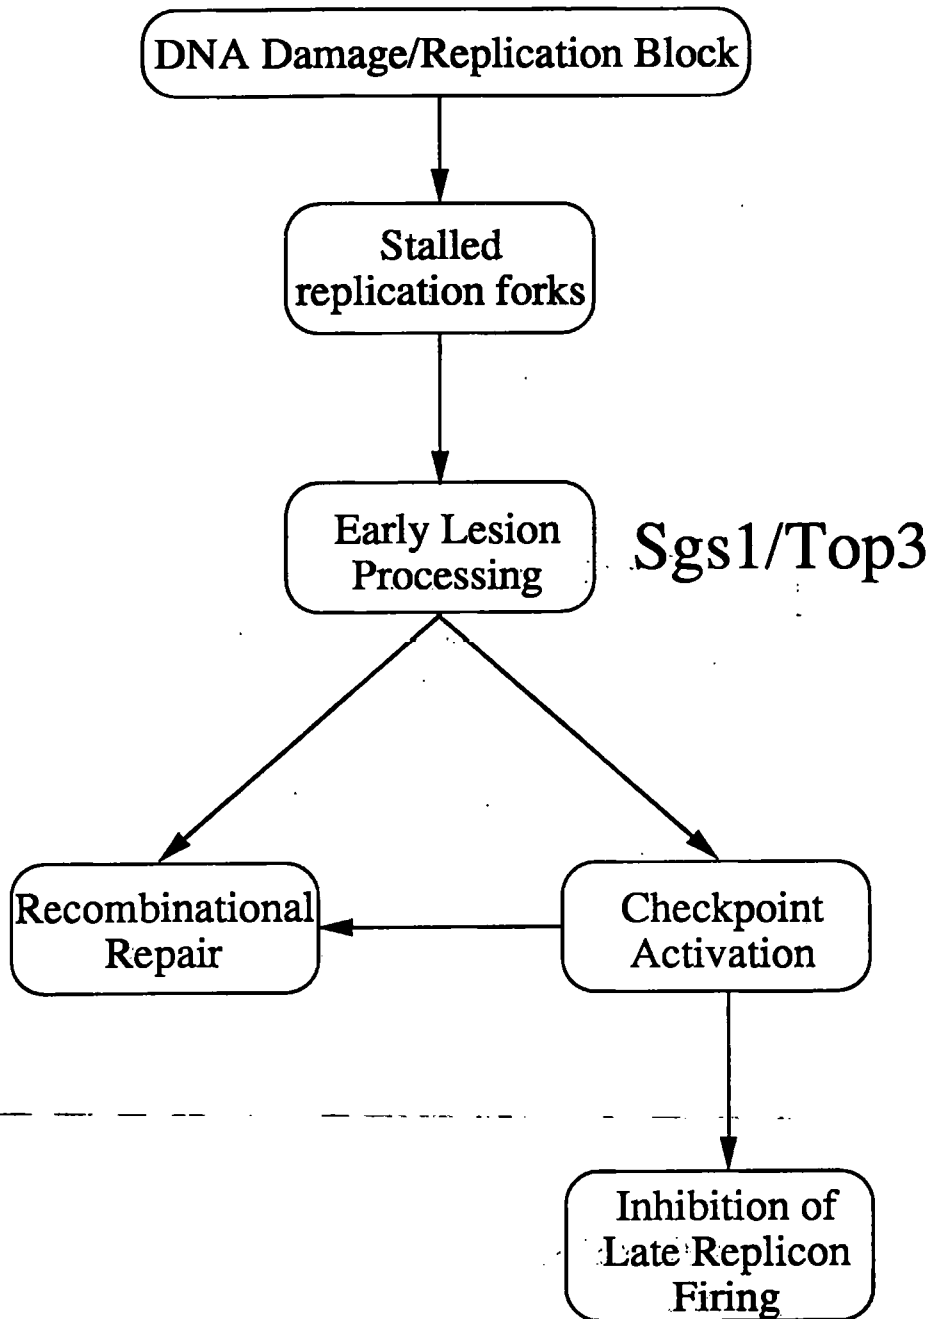 DNA Damage/Replication Block
Stalled
replication forks
Early Lesion
Processing
Sgs1/Top3
Recombinational
Repair
Checkpoint
Activation
Inhibition of
Late Replicon
Firing